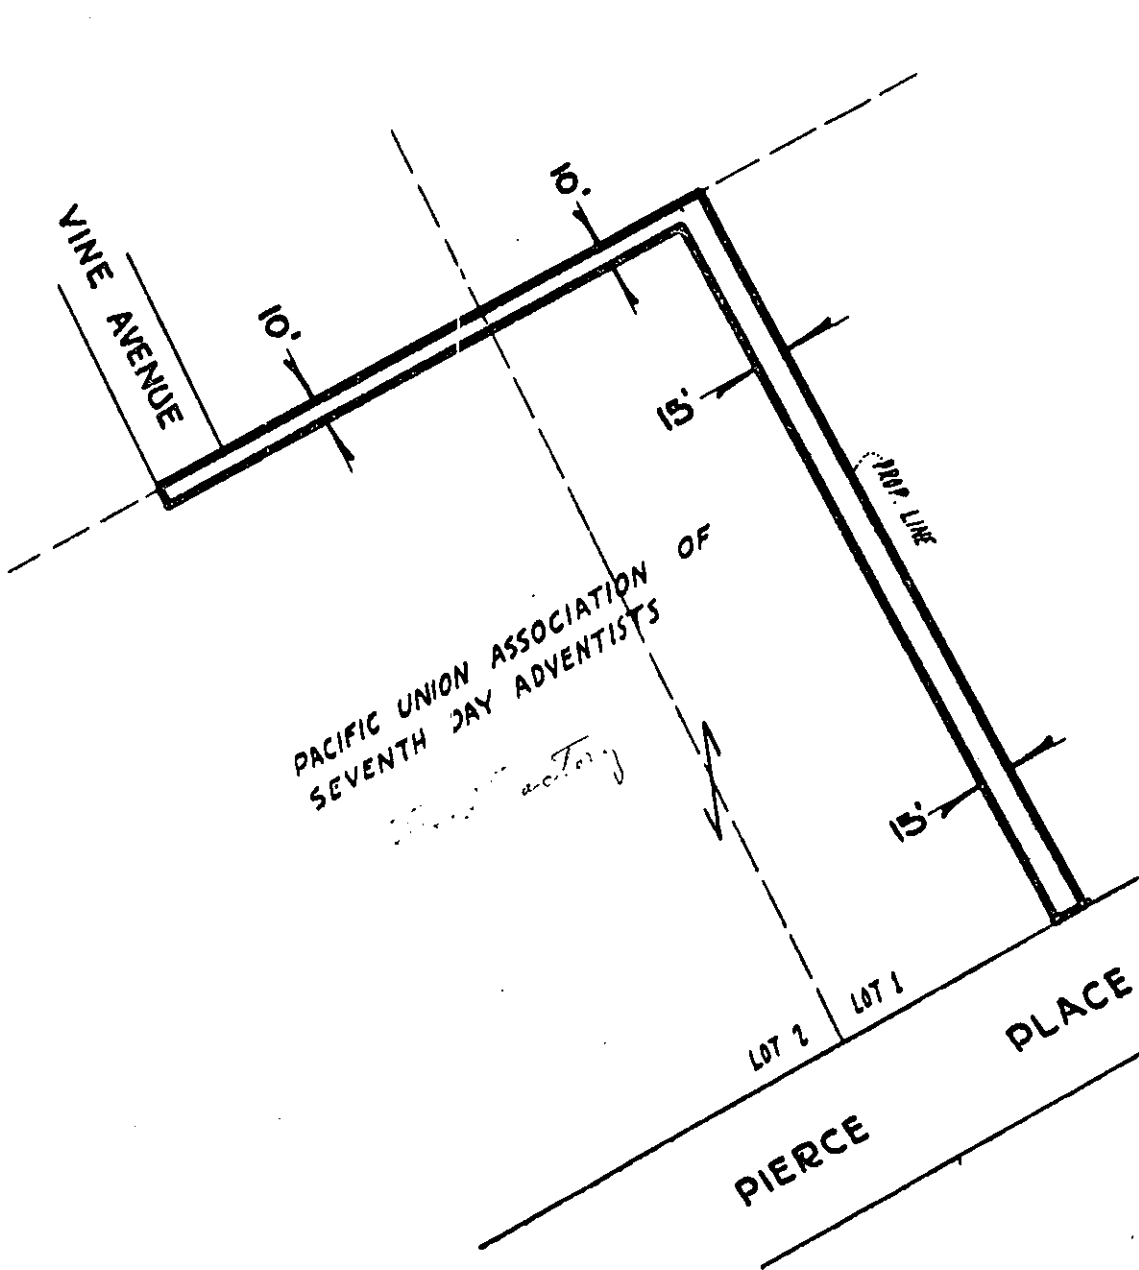 VINE AVENUE
10'
10'
15'
PROP. LINE
PACIFIC UNION ASSOCIATION OF
SEVENTH DAY ADVENTISTS
15'
LOT 2
LOT 1
PIERCE PLACE